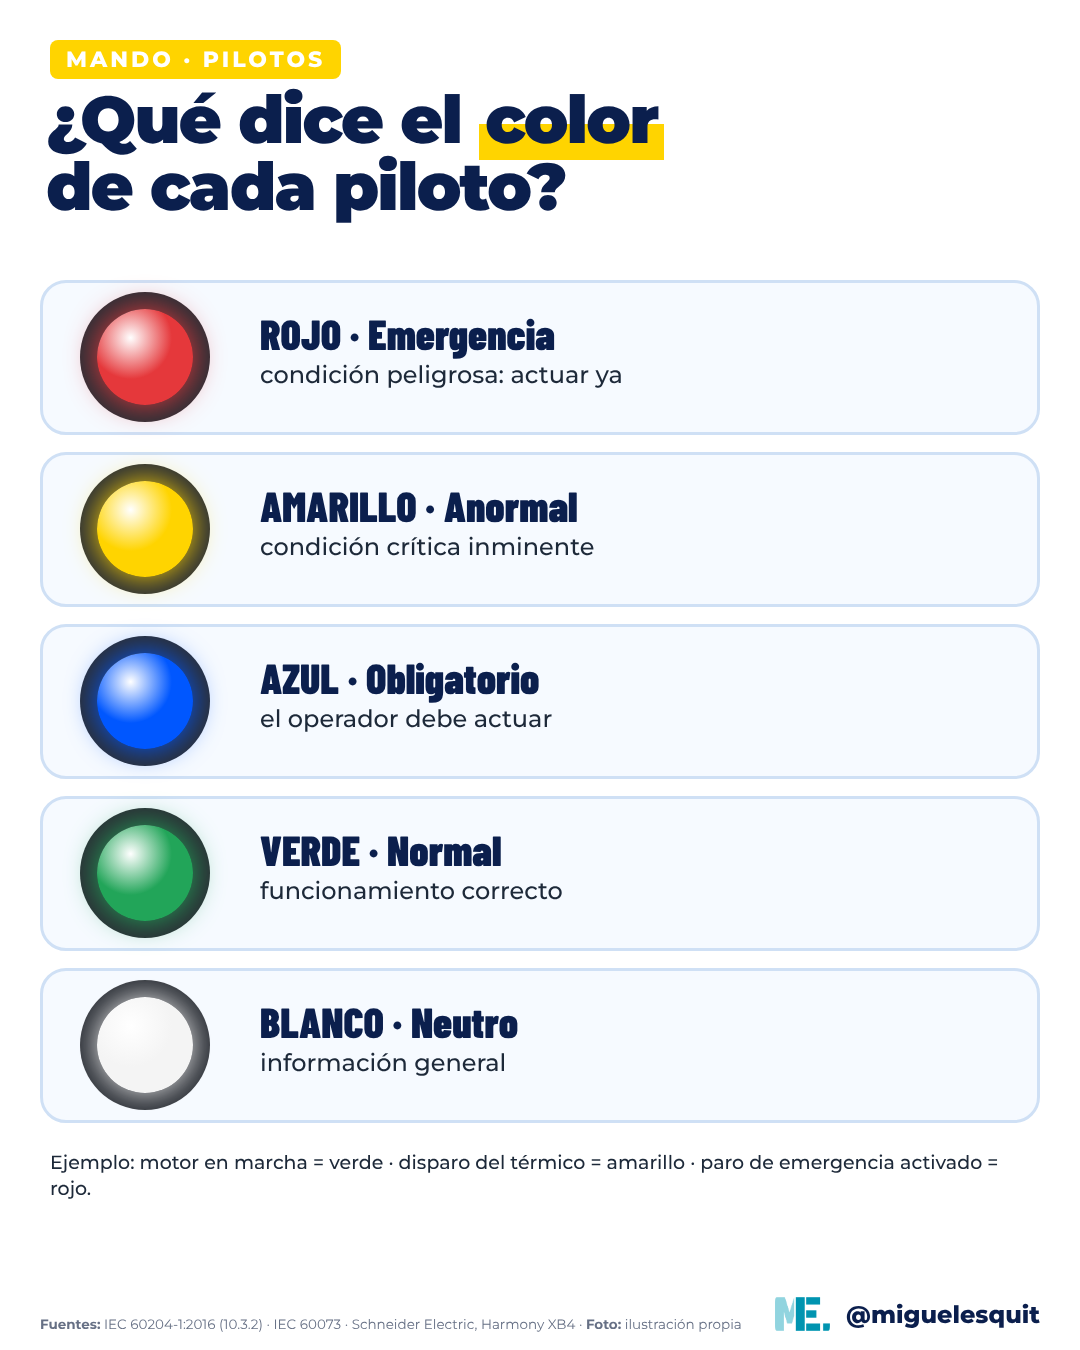 MANDO · PILOTOS
¿Qué dice el color
de cada piloto?
ROJO · Emergencia
condición peligrosa: actuar ya
AMARILLO · Anormal
condición crítica inminente
AZUL · Obligatorio
el operador debe actuar
VERDE · Normal
funcionamiento correcto
BLANCO · Neutro
información general
Ejemplo: motor en marcha = verde · disparo del térmico = amarillo · paro de emergencia activado =
rojo.
Fuentes: IEC 60204-1:2016 (10.3.2) · IEC 60073 · Schneider Electric, Harmony XB4 · Foto: ilustración propia
ME. @miguelesquit